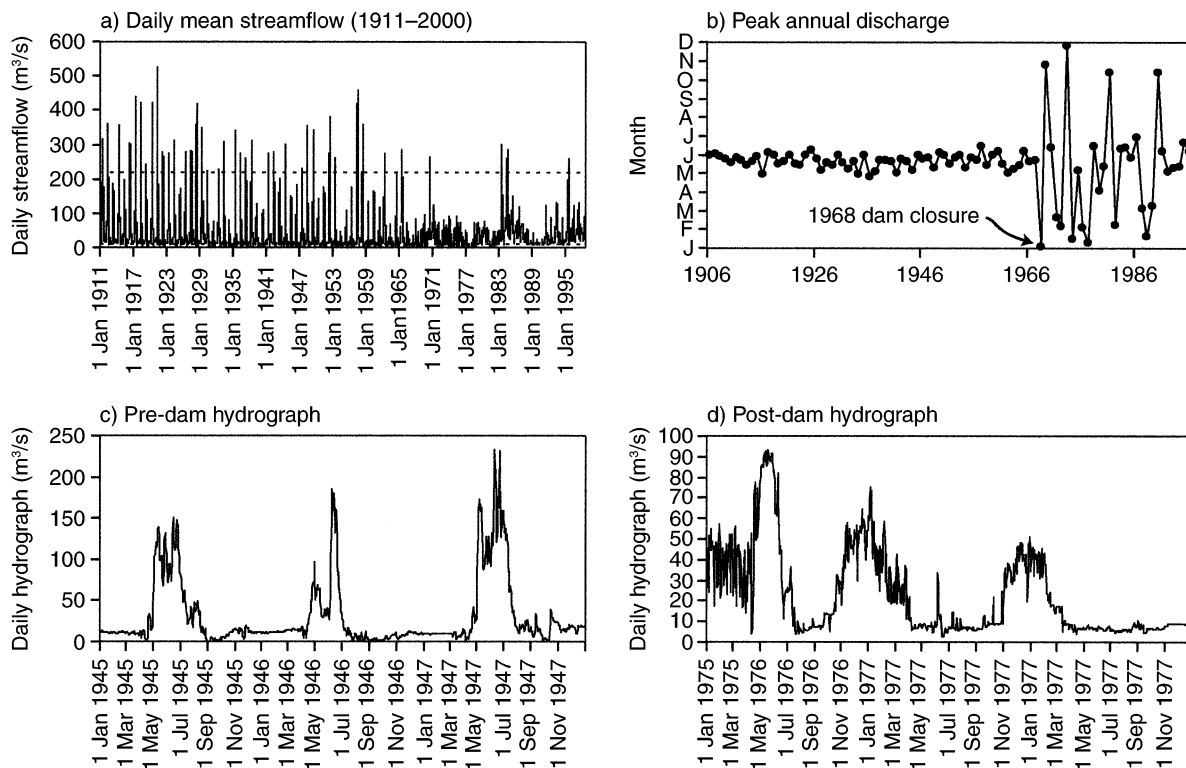 a) Daily mean streamflow (1911–2000)
Daily streamflow (m³/s)
600
500
400
300
200
100
0
1 Jan 1911
1 Jan 1917
1 Jan 1923
1 Jan 1929
1 Jan 1935
1 Jan 1941
1 Jan 1947
1 Jan 1953
1 Jan 1959
1 Jan1965
1 Jan 1971
1 Jan 1977
1 Jan 1983
1 Jan 1989
1 Jan 1995
b) Peak annual discharge
Month
D
N
O
S
A
J
J
M
A
M
F
J
1968 dam closure
1906
1926
1946
1966
1986
c) Pre-dam hydrograph
Daily hydrograph (m³/s)
250
200
150
100
50
0
1 Jan 1945
1 Mar 1945
1 May 1945
1 Jul 1945
1 Sep 1945
1 Nov 1945
1 Jan 1946
1 Mar 1946
1 May 1946
1 Jul 1946
1 Sep 1946
1 Nov 1946
1 Jan 1947
1 Mar 1947
1 May 1947
1 Jul 1947
1 Sep 1947
1 Nov 1947
d) Post-dam hydrograph
Daily hydrograph (m³/s)
100
90
80
70
60
50
40
30
20
10
0
1 Jan 1975
1 Mar 1975
1 May 1976
1 Jul 1976
1 Sep 1976
1 Nov 1976
1 Jan 1977
1 Mar 1977
1 May 1977
1 Jul 1977
1 Sep 1977
1 Nov 1977
1 Jan 1977
1 Mar 1977
1 May 1977
1 Jul 1977
1 Sep 1977
1 Nov 1977